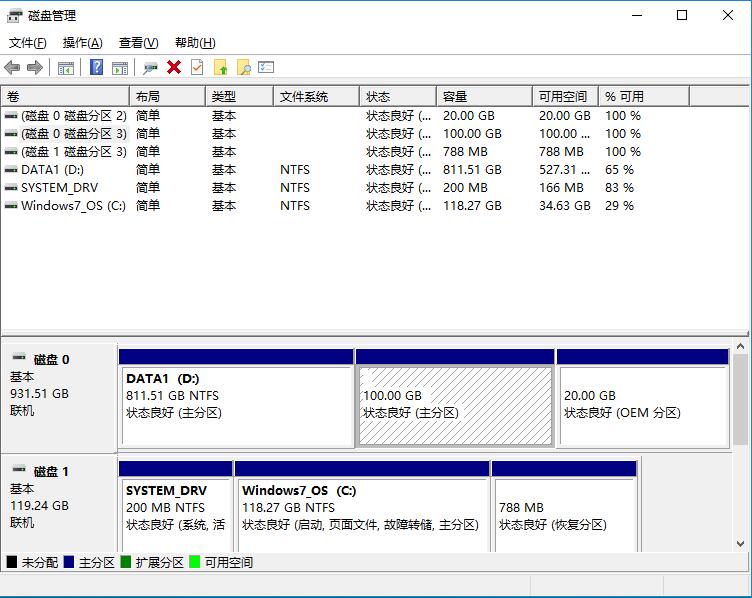 磁盘管理
文件(F) 操作(A) 查看(V) 帮助(H)
卷 布局 类型 文件系统 状态 容量 可用空间 % 可用
(磁盘 0 磁盘分区 2) 简单 基本 状态良好 (... 20.00 GB 20.00 GB 100 %
(磁盘 0 磁盘分区 3) 简单 基本 状态良好 (... 100.00 GB 100.00 ... 100 %
(磁盘 1 磁盘分区 3) 简单 基本 状态良好 (... 788 MB 788 MB 100 %
DATA1 (D:) 简单 基本 NTFS 状态良好 (... 811.51 GB 527.31 ... 65 %
SYSTEM_DRV 简单 基本 NTFS 状态良好 (... 200 MB 166 MB 83 %
Windows7_OS (C:) 简单 基本 NTFS 状态良好 (... 118.27 GB 34.63 GB 29 %
磁盘 0
基本
931.51 GB
联机
DATA1 (D:)
811.51 GB NTFS
状态良好 (主分区)
100.00 GB
状态良好 (主分区)
20.00 GB
状态良好 (OEM 分区)
磁盘 1
基本
119.24 GB
联机
SYSTEM_DRV
200 MB NTFS
状态良好 (系统, 活
Windows7_OS (C:)
118.27 GB NTFS
状态良好 (启动, 页面文件, 故障转储, 主分区)
788 MB
状态良好 (恢复分区)
未分配 主分区 扩展分区 可用空间